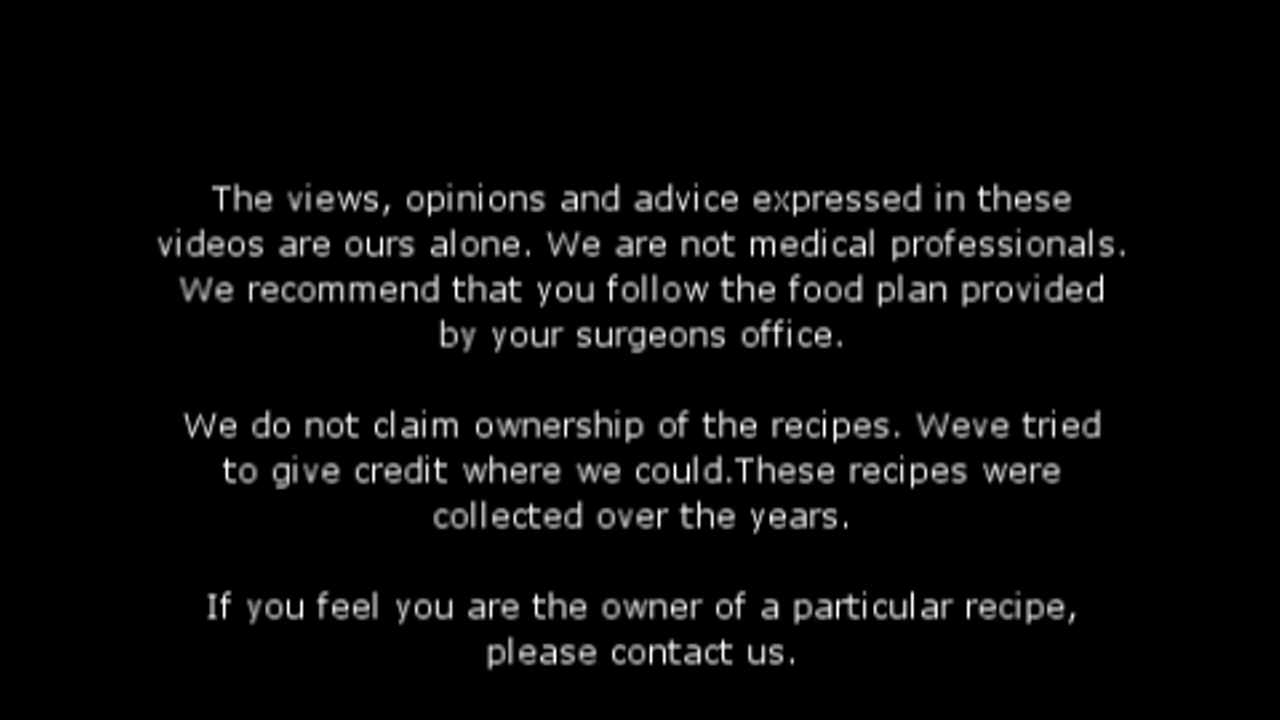 The views, opinions and advice expressed in these
videos are ours alone. We are not medical professionals.
We recommend that you follow the food plan provided
by your surgeons office.
We do not claim ownership of the recipes. Weve tried
to give credit where we could.These recipes were
collected over the years.
If you feel you are the owner of a particular recipe,
please contact us.